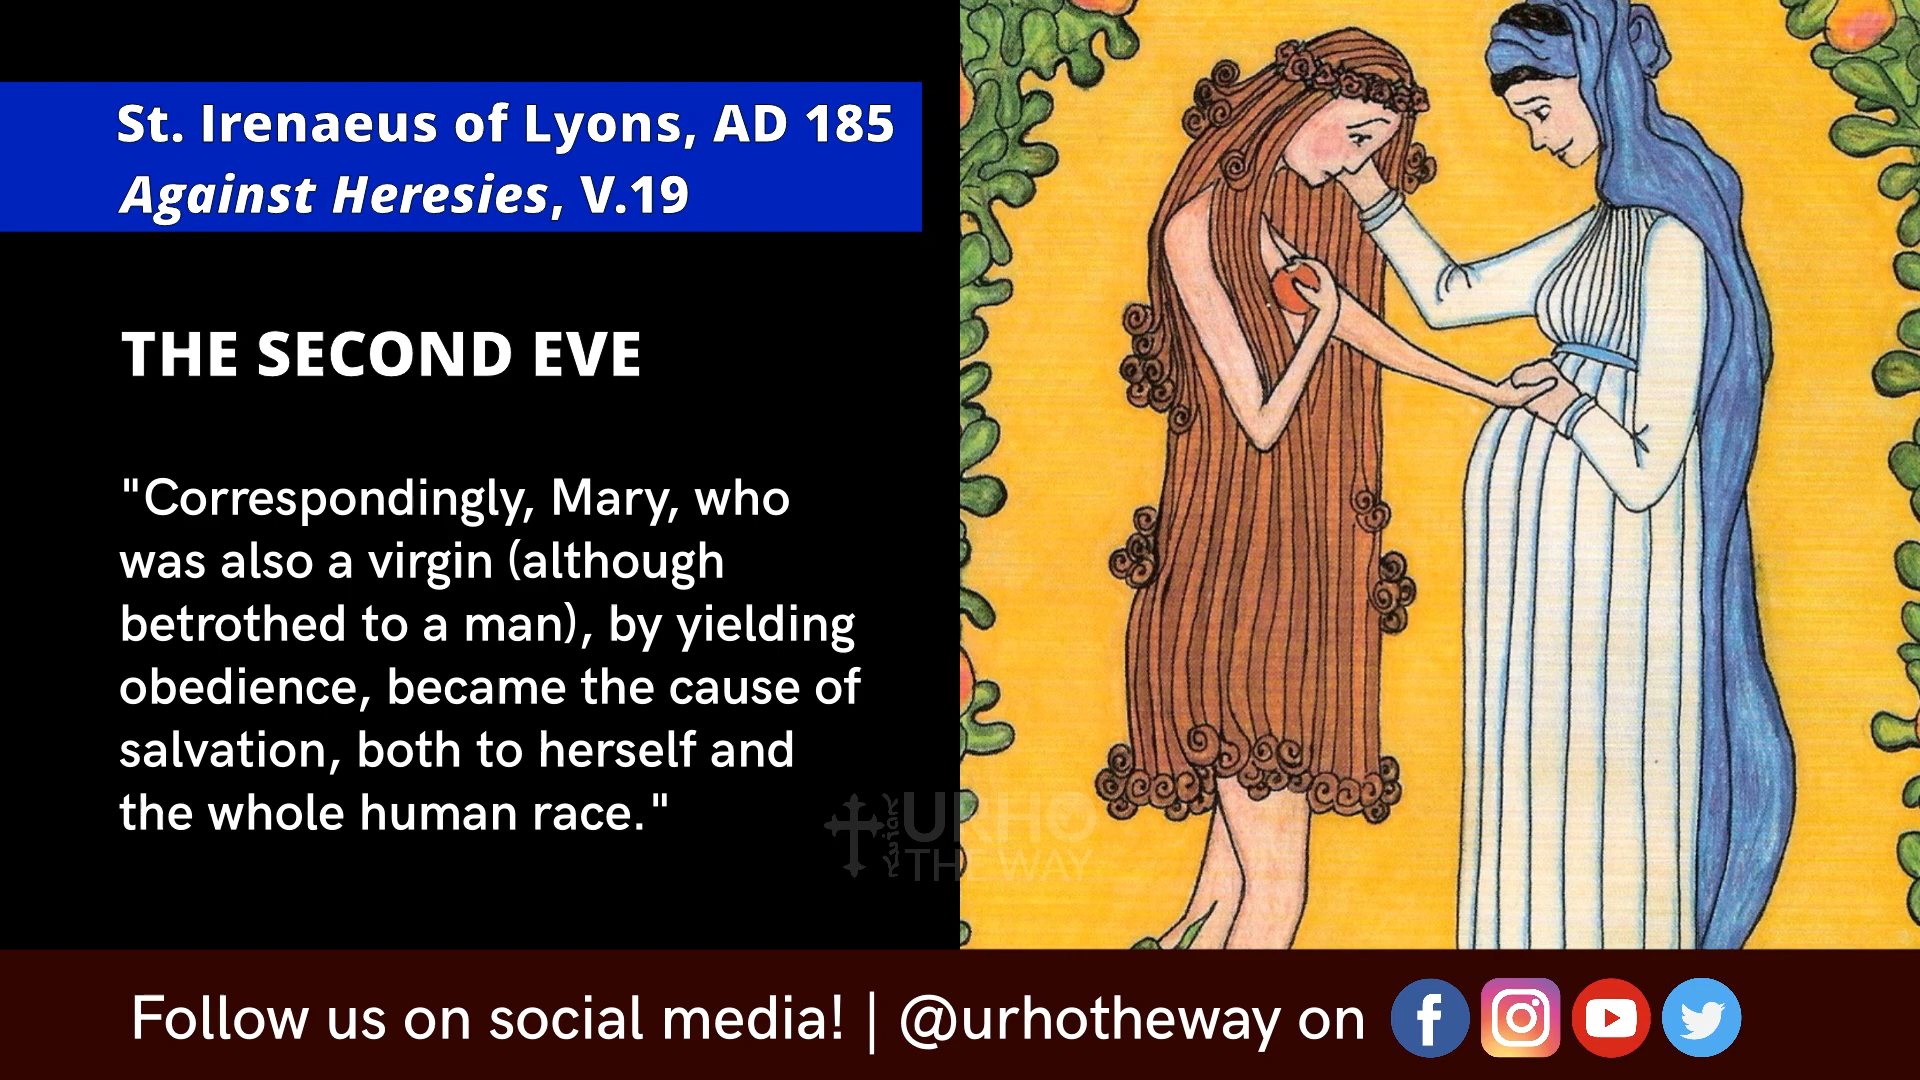 St. Irenaeus of Lyons, AD 185
Against Heresies, V.19
THE SECOND EVE
"Correspondingly, Mary, who
was also a virgin (although
betrothed to a man), by yielding
obedience, became the cause of
salvation, both to herself and
the whole human race."
URHO
THE WAY
Follow us on social media! | @urhotheway on